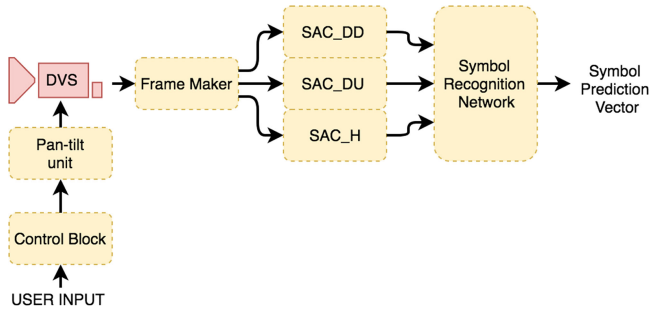 DVS
Frame Maker
SAC_DD
SAC_DU
SAC_H
Symbol
Recognition
Network
Symbol
Prediction
Vector
Pan-tilt
unit
Control Block
USER INPUT